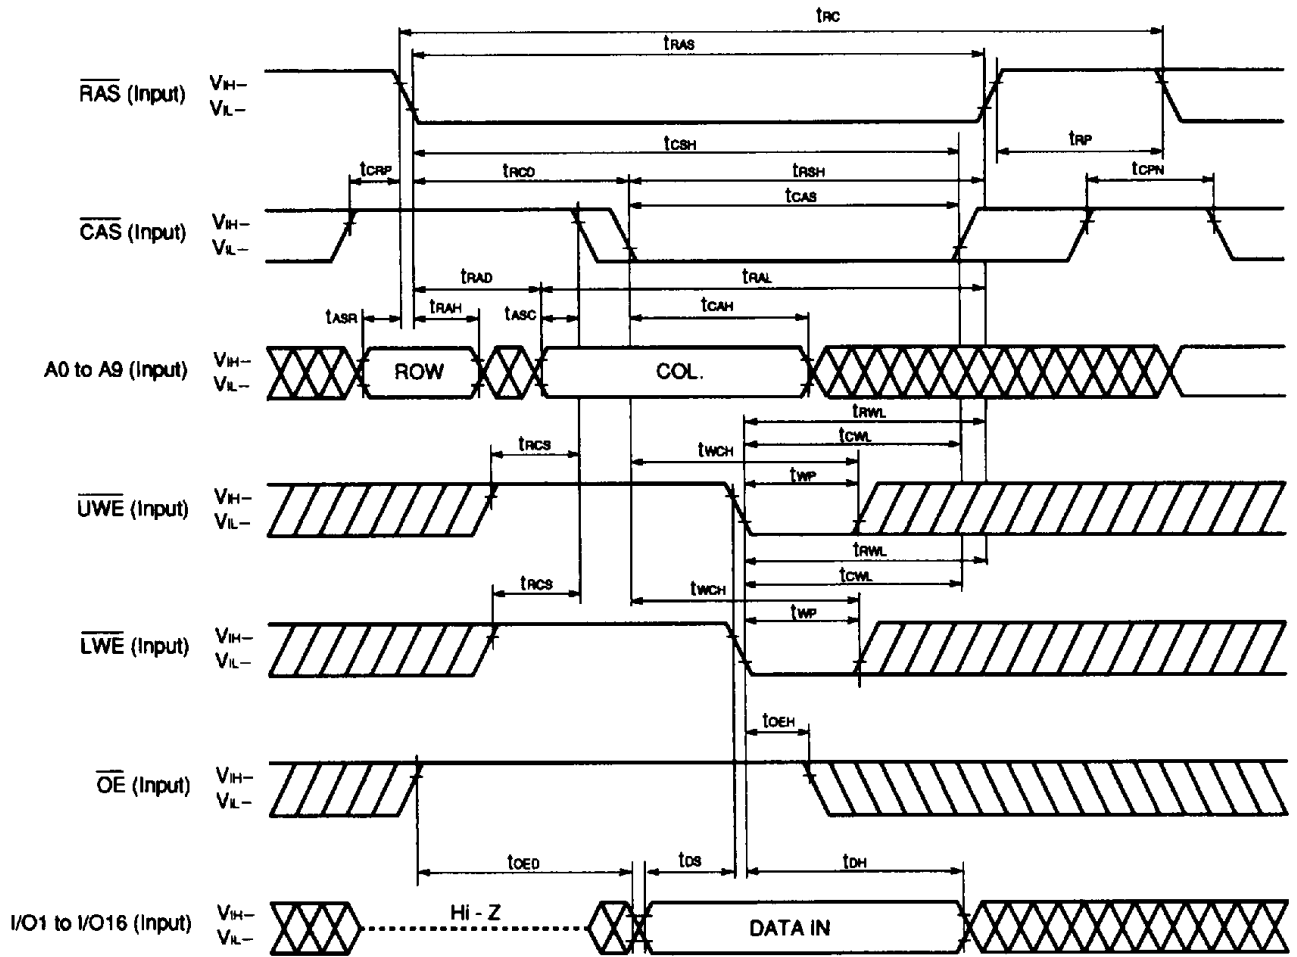 tRC
tRAS
RAS (Input) VIH– VIL–
tCSH tRP
tCRP tRCD tRSH tCPN
tCAS
CAS (Input) VIH– VIL–
tRAD tRAL
tASR tRAH tASC tCAH
A0 to A9 (Input) VIH– VIL– ROW COL.
tRWL
tRCS tWCH tCWL
tWP
UWE (Input) VIH– VIL–
tRWL
tRCS tWCH tCWL
tWP
LWE (Input) VIH– VIL–
tOEH
OE (Input) VIH– VIL–
tOED tDS tDH
I/O1 to I/O16 (Input) VIH– VIL– Hi - Z DATA IN